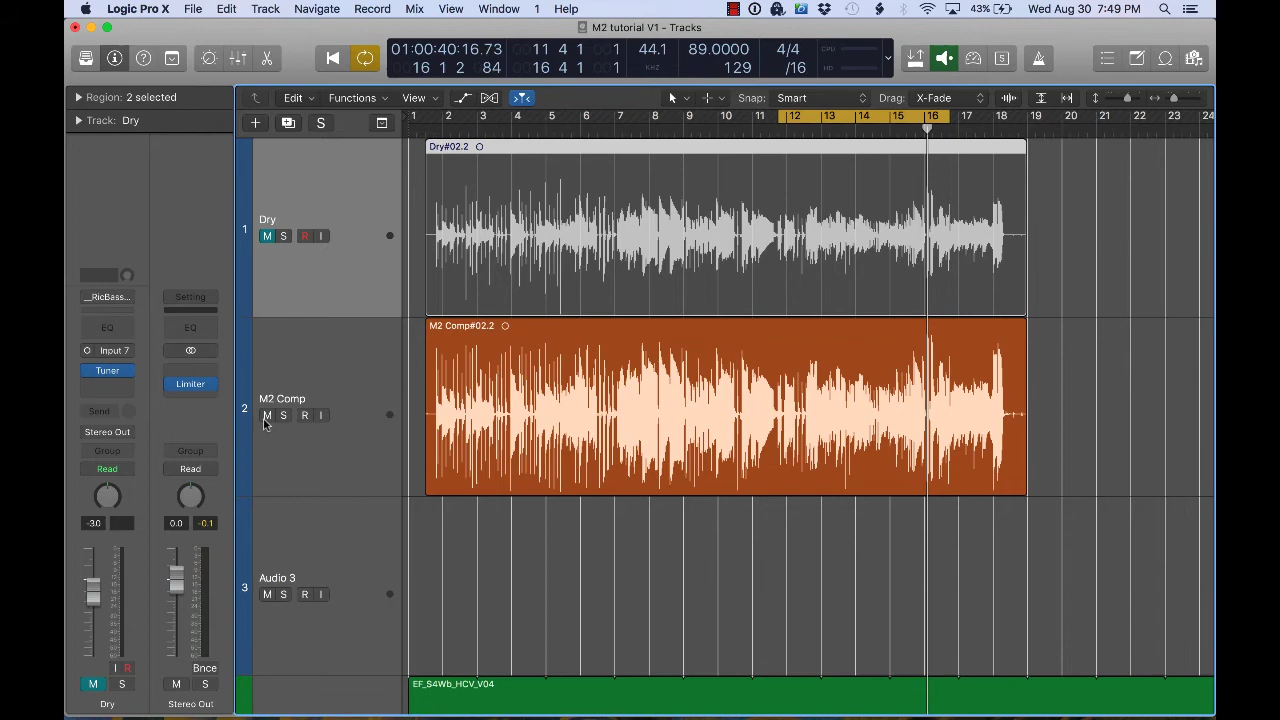 Logic Pro X File Edit Track Navigate Record Mix View Window 1 Help 43% Wed Aug 30 7:49 PM
M2 tutorial V1 - Tracks
01:00:40:16.73 11 4 1 1 44.1 89.0000 4/4 CPU
16 1 2 84 16 4 1 1 KHZ 129 /16 HD
Region: 2 selected Edit Functions View Snap: Smart Drag: X-Fade
Track: Dry S 1 2 3 4 5 6 7 8 9 10 11 12 13 14 15 16 17 18 19 20 21 22 23 24
Dry#02.2
1 Dry
M S R I
M2 Comp#02.2
2 M2 Comp
M S R I
3 Audio 3
M S R I
EF_S4Wb_HCV_V04
__RicBass... Setting
EQ EQ
Input 7
Tuner Limiter
Send
Stereo Out
Group Group
Read Read
-3.0 0.0 -0.1
I R Bnce
M S M S
Dry Stereo Out